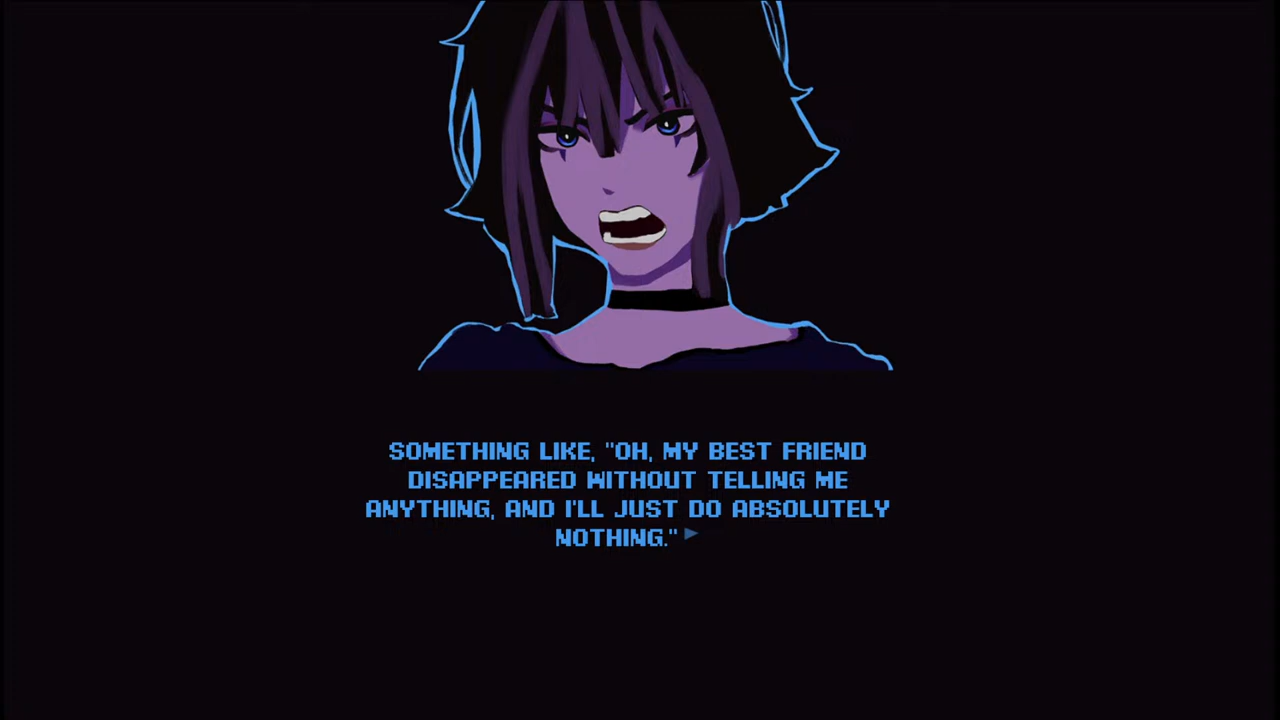 SOMETHING LIKE, "OH, MY BEST FRIEND
DISAPPEARED WITHOUT TELLING ME
ANYTHING, AND I'LL JUST DO ABSOLUTELY
NOTHING."